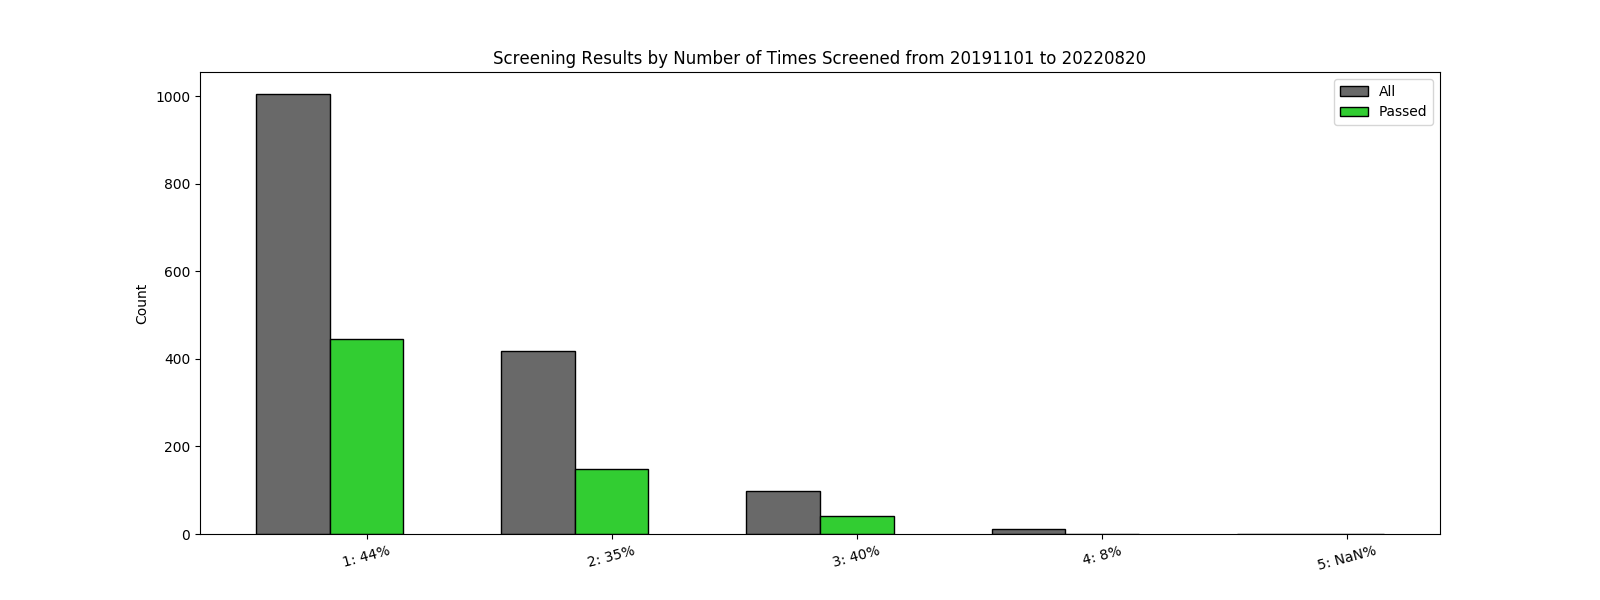 Screening Results by Number of Times Screened from 20191101 to 20220820
All
Passed
1000
800
600
400
200
0
Count
1: 44%
2: 35%
3: 40%
4: 8%
5: NaN%